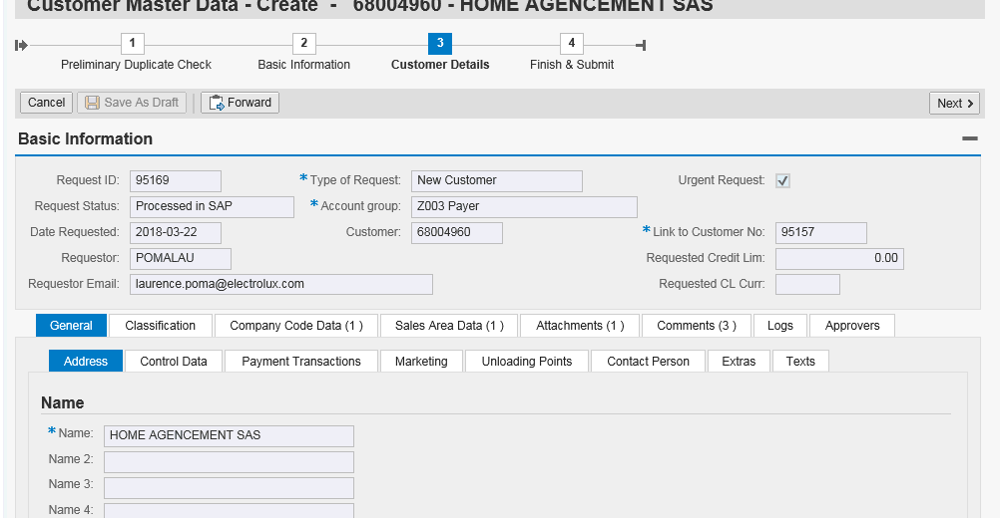 Customer Master Data - Create - 68004960 - HOME AGENCEMENT SAS
1 2 3 4
Preliminary Duplicate Check Basic Information Customer Details Finish & Submit
Cancel Save As Draft Forward Next >
Basic Information
Request ID: 95169 * Type of Request: New Customer Urgent Request:
Request Status: Processed in SAP * Account group: Z003 Payer
Date Requested: 2018-03-22 Customer: 68004960 * Link to Customer No: 95157
Requestor: POMALAU Requested Credit Lim: 0.00
Requestor Email: laurence.poma@electrolux.com Requested CL Curr:
General Classification Company Code Data (1 ) Sales Area Data (1 ) Attachments (1 ) Comments (3 ) Logs Approvers
Address Control Data Payment Transactions Marketing Unloading Points Contact Person Extras Texts
Name
* Name: HOME AGENCEMENT SAS
Name 2:
Name 3:
Name 4: